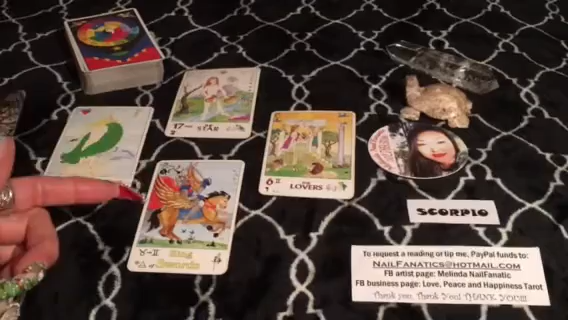 17
STAR
6
LOVERS
King
of Swords
SCORPIO
To request a reading or tip me, PayPal funds to:
NAILFANATICS@HOTMAIL.COM
FB artist page: Melinda NailFanatic
FB business page: Love, Peace and Happiness Tarot
Thank you, Thank You! THANK YOU!!!